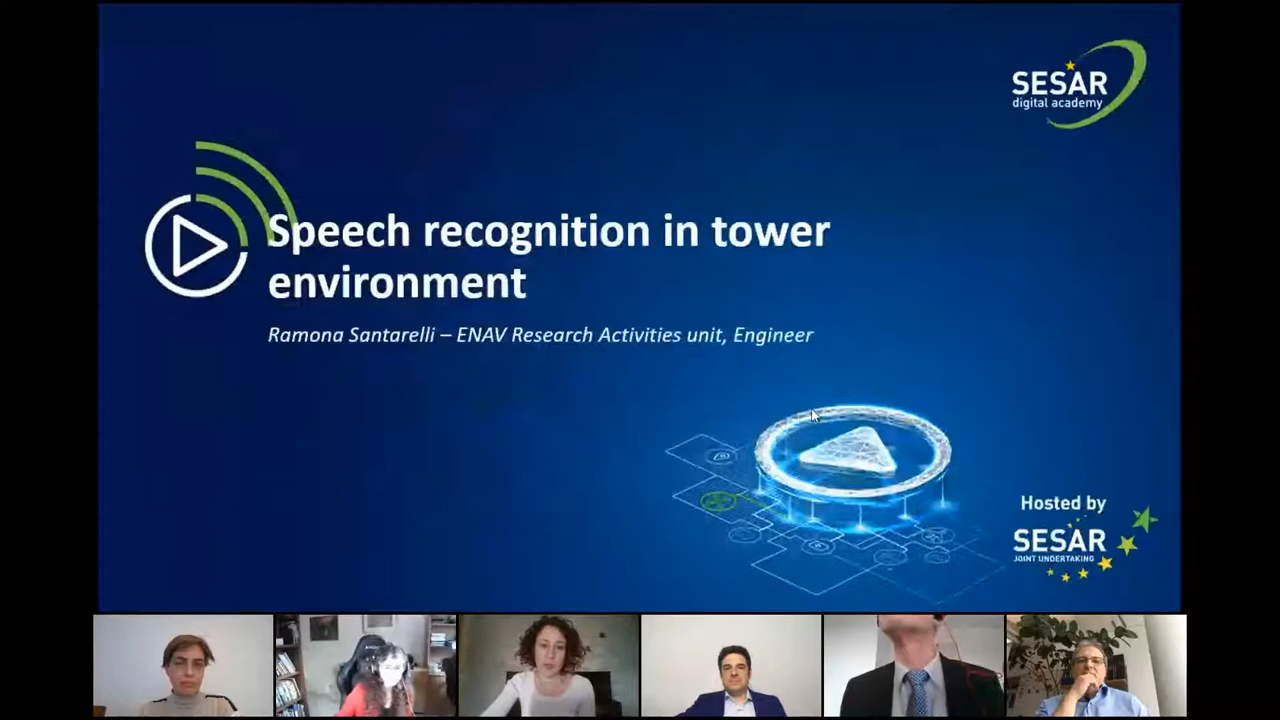 SESAR
digital academy
Speech recognition in tower
environment
Ramona Santarelli – ENAV Research Activities unit, Engineer
Hosted by
SESAR
JOINT UNDERTAKING